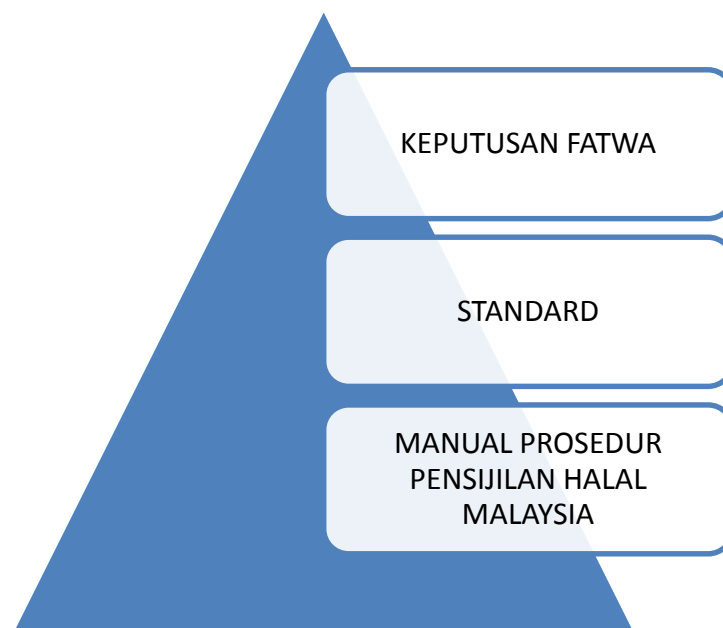 KEPUTUSAN FATWA
STANDARD
MANUAL PROSEDUR
PENSIJILAN HALAL
MALAYSIA